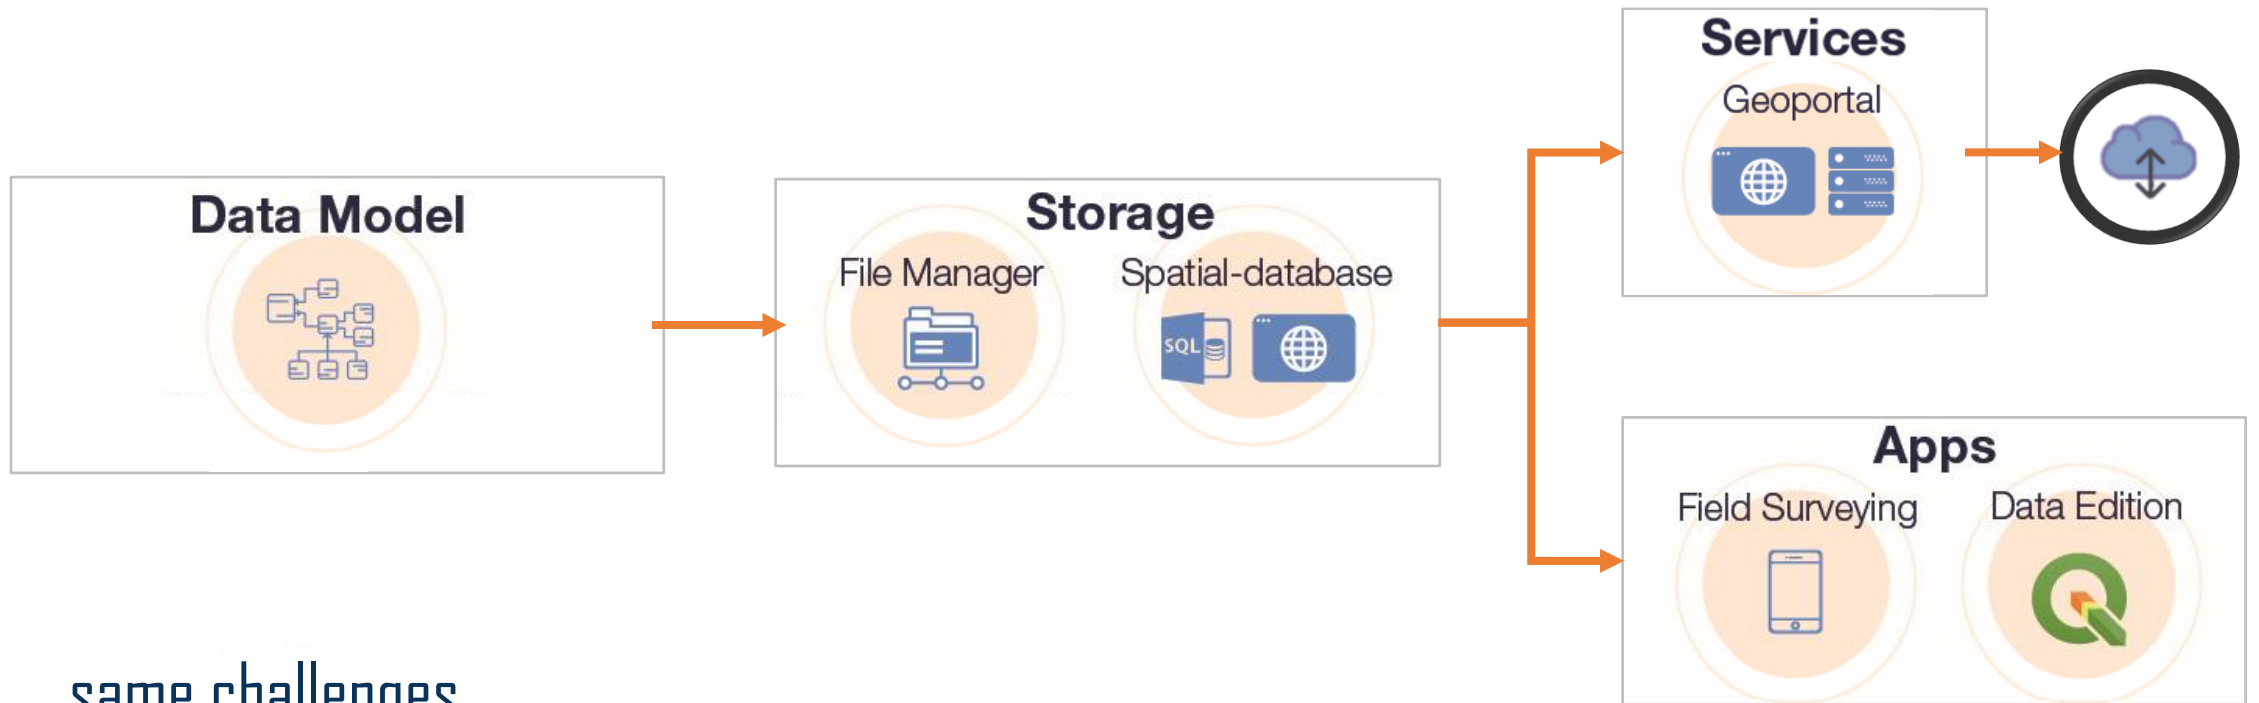 Data Model
Storage
File Manager
Spatial-database
SQL
Services
Geoportal
Apps
Field Surveying
Data Edition
same challenges